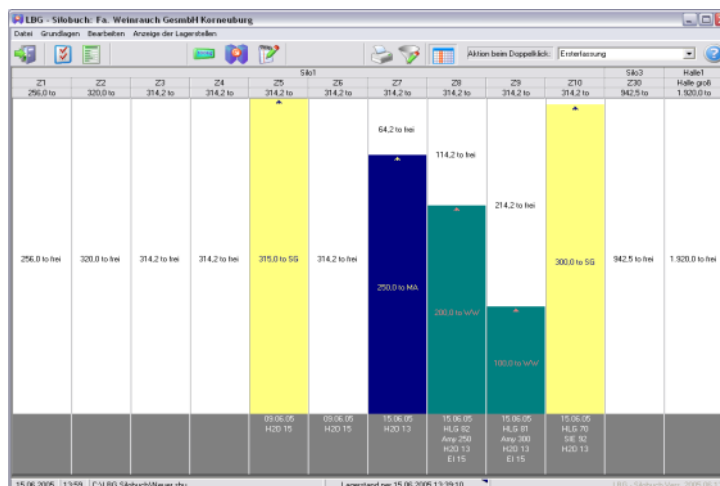 LBG - Silobuch: Fa. Weinrauch GesmbH Korneuburg
Datei Grundlagen Bearbeiten Anzeige der Lagerstellen
Aktion beim Doppelklick: Ersterfassung
Silo1 Silo3 Halle1
Z1 Z2 Z3 Z4 Z5 Z6 Z7 Z8 Z9 Z10 Z30 Halle groß
256,0 to 320,0 to 314,2 to 314,2 to 314,2 to 314,2 to 314,2 to 314,2 to 314,2 to 314,2 to 942,5 to 1.920,0 to
64,2 to frei
114,2 to frei
214,2 to frei
256,0 to frei 320,0 to frei 314,2 to frei 314,2 to frei 315,0 to SG 314,2 to frei 300,0 to SG 942,5 to frei 1.920,0 to frei
250,0 to MA
200,0 to WW
100,0 to WW
09.06.05 09.06.05 15.06.05 15.06.05 15.06.05 15.06.05
H2O 15 H2O 15 H2O 13 HLG 82 HLG 81 HLG 70
Amy 250 Amy 300 SIE 92
H2O 13 H2O 13 H2O 13
EI 15 EI 15
15.06.2005 13:59 C:\LBG Silobuch\Neuer.sbu Lagerstand per 15.06.2005 13:39:10